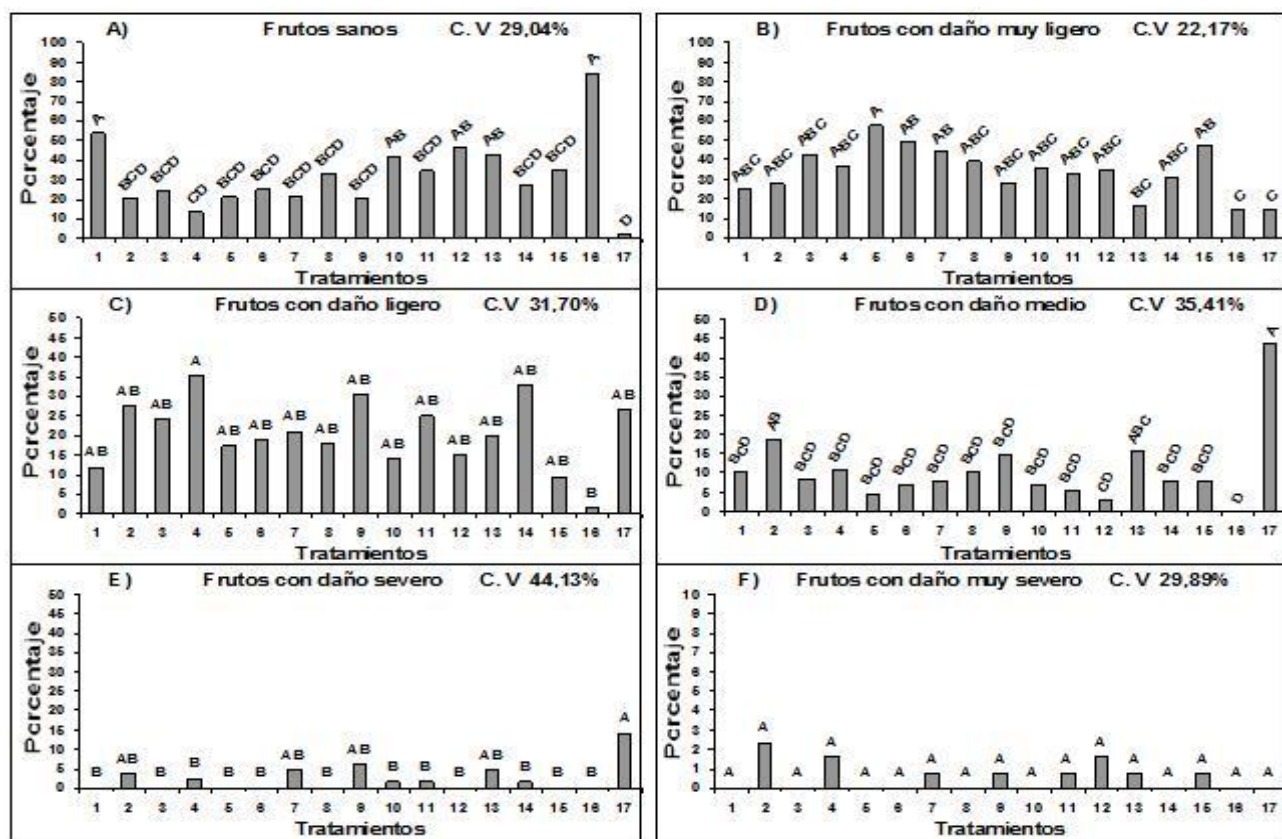 A) Frutos sanos C. V 29,04%
100
90
80
70
60
50
40
30
20
10
0
Porcentaje
A BCD BCD CD BCD BCD BCD BCD BCD AB BCD AB AB BCD BCD A D
1 2 3 4 5 6 7 8 9 10 11 12 13 14 15 16 17
Tratamientos
B) Frutos con daño muy ligero C.V 22,17%
100
90
80
70
60
50
40
30
20
10
0
Porcentaje
ABC ABC ABC ABC A AB AB ABC ABC ABC ABC ABC BC ABC AB C C
1 2 3 4 5 6 7 8 9 10 11 12 13 14 15 16 17
Tratamientos
C) Frutos con daño ligero C.V 31,70%
50
45
40
35
30
25
20
15
10
5
0
Porcentaje
AB AB AB A AB AB AB AB AB AB AB AB AB AB AB B AB
1 2 3 4 5 6 7 8 9 10 11 12 13 14 15 16 17
Tratamientos
D) Frutos con daño medio C.V 35,41%
50
45
40
35
30
25
20
15
10
5
0
Porcentaje
BCD AB BCD BCD BCD BCD BCD BCD BCD BCD BCD CD ABC BCD BCD D A
1 2 3 4 5 6 7 8 9 10 11 12 13 14 15 16 17
Tratamientos
E) Frutos con daño severo C. V 44,13%
50
45
40
35
30
25
20
15
10
5
0
Porcentaje
B AB B B B B AB B AB B B B AB B B B A
1 2 3 4 5 6 7 8 9 10 11 12 13 14 15 16 17
Tratamientos
F) Frutos con daño muy severo C. V 29,89%
10
9
8
7
6
5
4
3
2
1
0
Porcentaje
A A A A A A A A A A A A A A A A A
1 2 3 4 5 6 7 8 9 10 11 12 13 14 15 16 17
Tratamientos